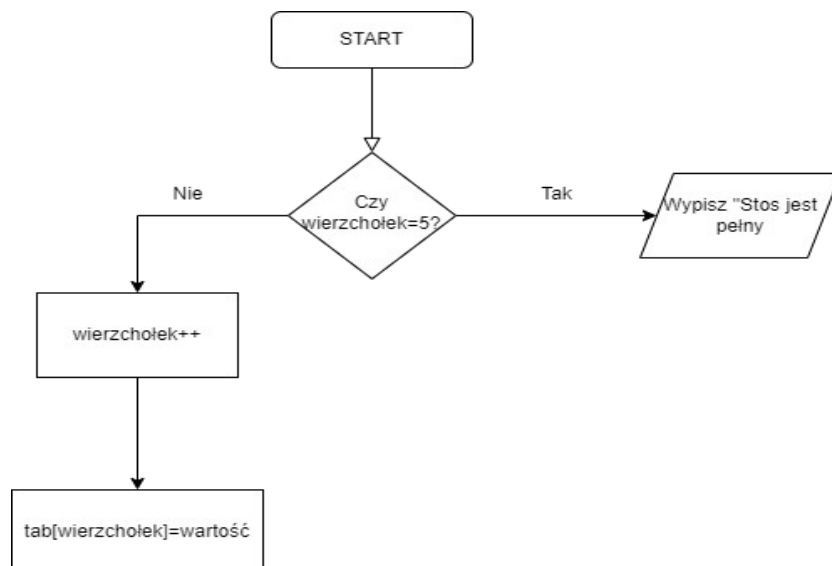 START
Nie
Czy
wierzchołek=5?
Tak
Wypisz "Stos jest
pełny
wierzchołek++
tab[wierzchołek]=wartość